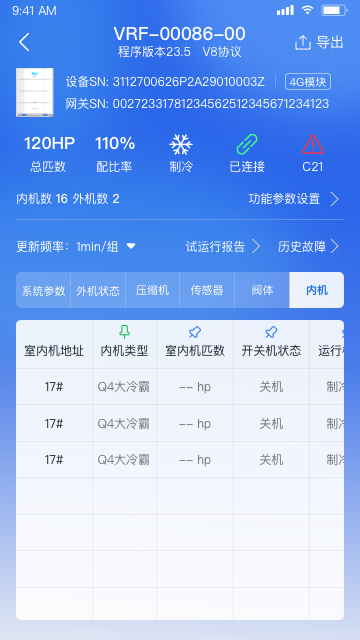 9:41 AM
VRF-00086-00
程序版本23.5 V8协议
导出
设备SN: 3112700626P2A29010003Z 4G模块
网关SN: 00272331781234562512345671234123
120HP 110%
总匹数 配比率 制冷 已连接 C21
内机数 16 外机数 2 功能参数设置
更新频率: 1min/组 试运行报告 历史故障
系统参数 外机状态 压缩机 传感器 阀体 内机
室内机地址 内机类型 室内机匹数 开关机状态 运行
17# Q4大冷霸 -- hp 关机 制冷
17# Q4大冷霸 -- hp 关机 制冷
17# Q4大冷霸 -- hp 关机 制冷